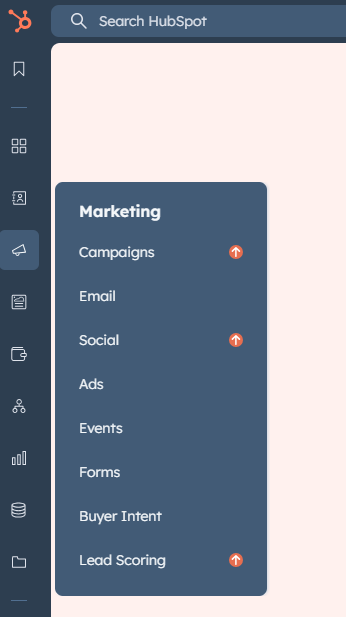 Search HubSpot
Marketing
Campaigns
Email
Social
Ads
Events
Forms
Buyer Intent
Lead Scoring